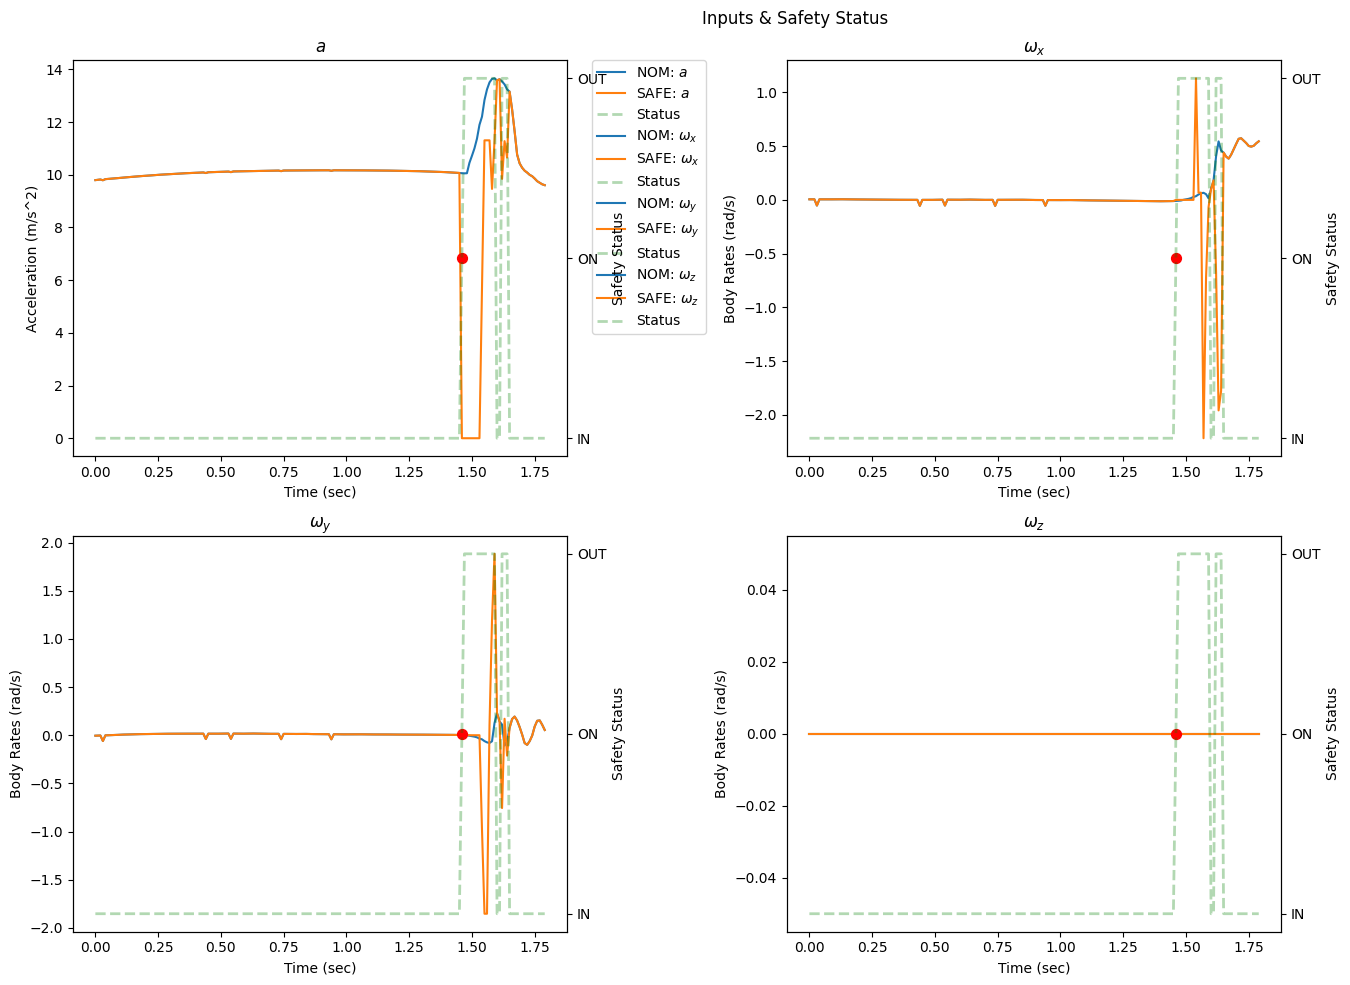 Inputs & Safety Status
a
Acceleration (m/s^2)
14
12
10
8
6
4
2
0
0.00 0.25 0.50 0.75 1.00 1.25 1.50 1.75
Time (sec)
OUT
ON
IN
Safety Status
NOM: a
SAFE: a
Status
NOM: ωx
SAFE: ωx
Status
NOM: ωy
SAFE: ωy
Status
NOM: ωz
SAFE: ωz
Status
ωx
Body Rates (rad/s)
1.0
0.5
0.0
−0.5
−1.0
−1.5
−2.0
0.00 0.25 0.50 0.75 1.00 1.25 1.50 1.75
Time (sec)
OUT
ON
IN
Safety Status
ωy
Body Rates (rad/s)
2.0
1.5
1.0
0.5
0.0
−0.5
−1.0
−1.5
−2.0
0.00 0.25 0.50 0.75 1.00 1.25 1.50 1.75
Time (sec)
OUT
ON
IN
Safety Status
ωz
Body Rates (rad/s)
0.04
0.02
0.00
−0.02
−0.04
0.00 0.25 0.50 0.75 1.00 1.25 1.50 1.75
Time (sec)
OUT
ON
IN
Safety Status